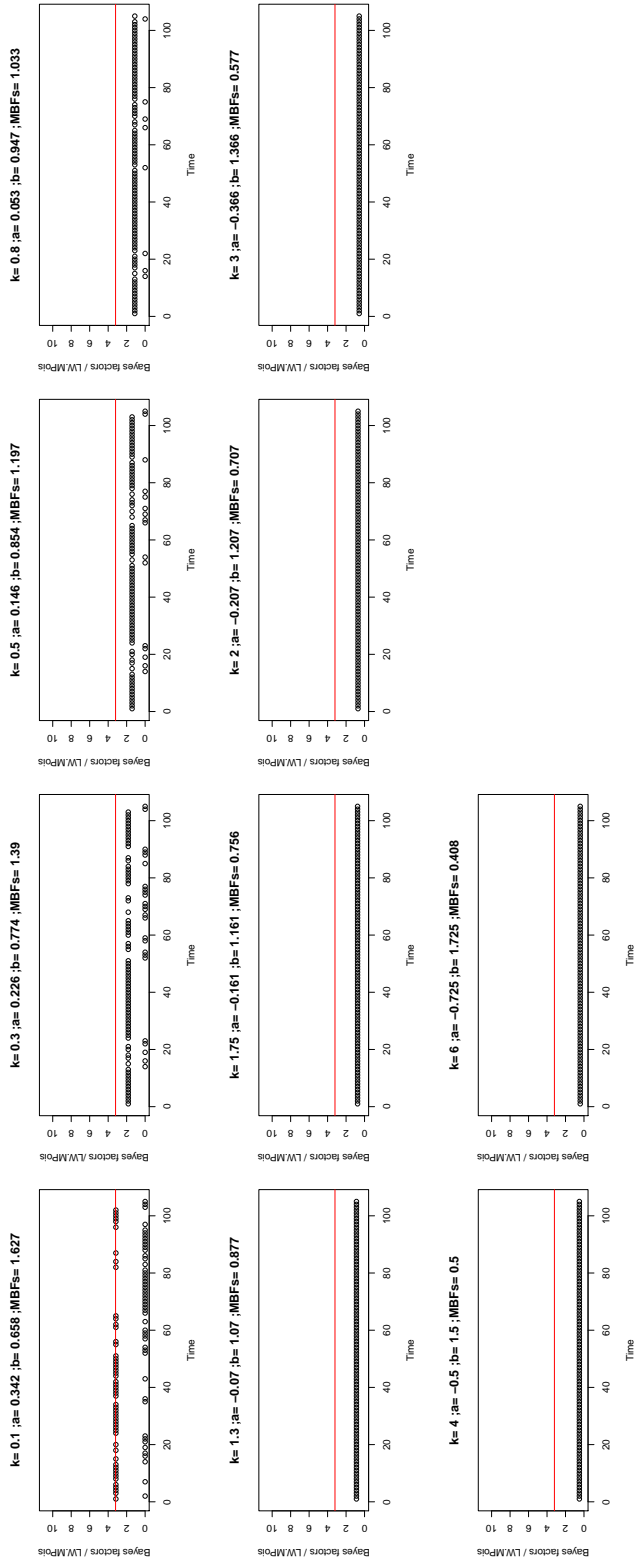 k= 0.1 ;a= 0.342 ;b= 0.658 ;MBFs= 1.627
Bayes factors / LW.MPois
10
8
6
4
2
0
0 20 40 60 80 100
Time
k= 0.3 ;a= 0.226 ;b= 0.774 ;MBFs= 1.39
Bayes factors / LW.MPois
10
8
6
4
2
0
0 20 40 60 80 100
Time
k= 0.5 ;a= 0.146 ;b= 0.854 ;MBFs= 1.197
Bayes factors / LW.MPois
10
8
6
4
2
0
0 20 40 60 80 100
Time
k= 0.8 ;a= 0.053 ;b= 0.947 ;MBFs= 1.033
Bayes factors / LW.MPois
10
8
6
4
2
0
0 20 40 60 80 100
Time
k= 1.3 ;a= −0.07 ;b= 1.07 ;MBFs= 0.877
Bayes factors / LW.MPois
10
8
6
4
2
0
0 20 40 60 80 100
Time
k= 1.75 ;a= −0.161 ;b= 1.161 ;MBFs= 0.756
Bayes factors / LW.MPois
10
8
6
4
2
0
0 20 40 60 80 100
Time
k= 2 ;a= −0.207 ;b= 1.207 ;MBFs= 0.707
Bayes factors / LW.MPois
10
8
6
4
2
0
0 20 40 60 80 100
Time
k= 3 ;a= −0.366 ;b= 1.366 ;MBFs= 0.577
Bayes factors / LW.MPois
10
8
6
4
2
0
0 20 40 60 80 100
Time
k= 4 ;a= −0.5 ;b= 1.5 ;MBFs= 0.5
Bayes factors / LW.MPois
10
8
6
4
2
0
0 20 40 60 80 100
Time
k= 6 ;a= −0.725 ;b= 1.725 ;MBFs= 0.408
Bayes factors / LW.MPois
10
8
6
4
2
0
0 20 40 60 80 100
Time